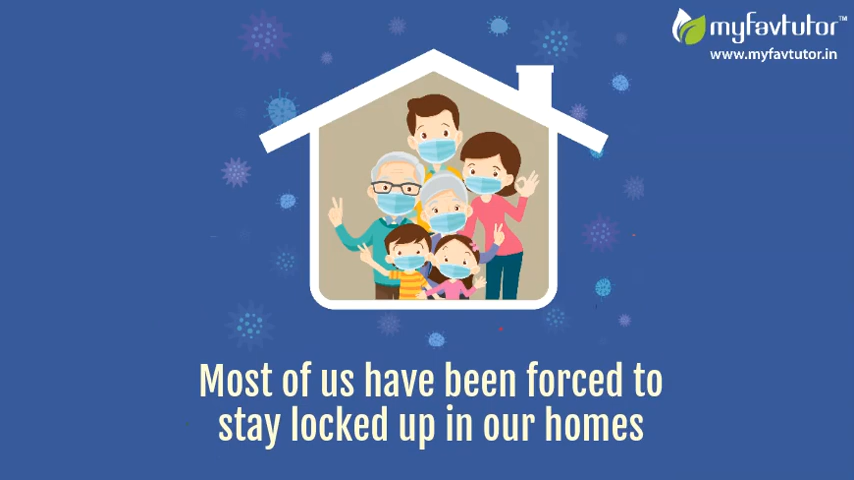 myfavtutor™
www.myfavtutor.in
Most of us have been forced to
stay locked up in our homes